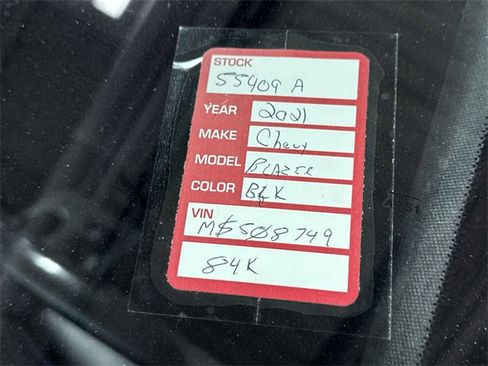 STOCK
55409 A
YEAR 2021
MAKE Chevy
MODEL BLAZER
COLOR BLK
VIN
MS508749
84K